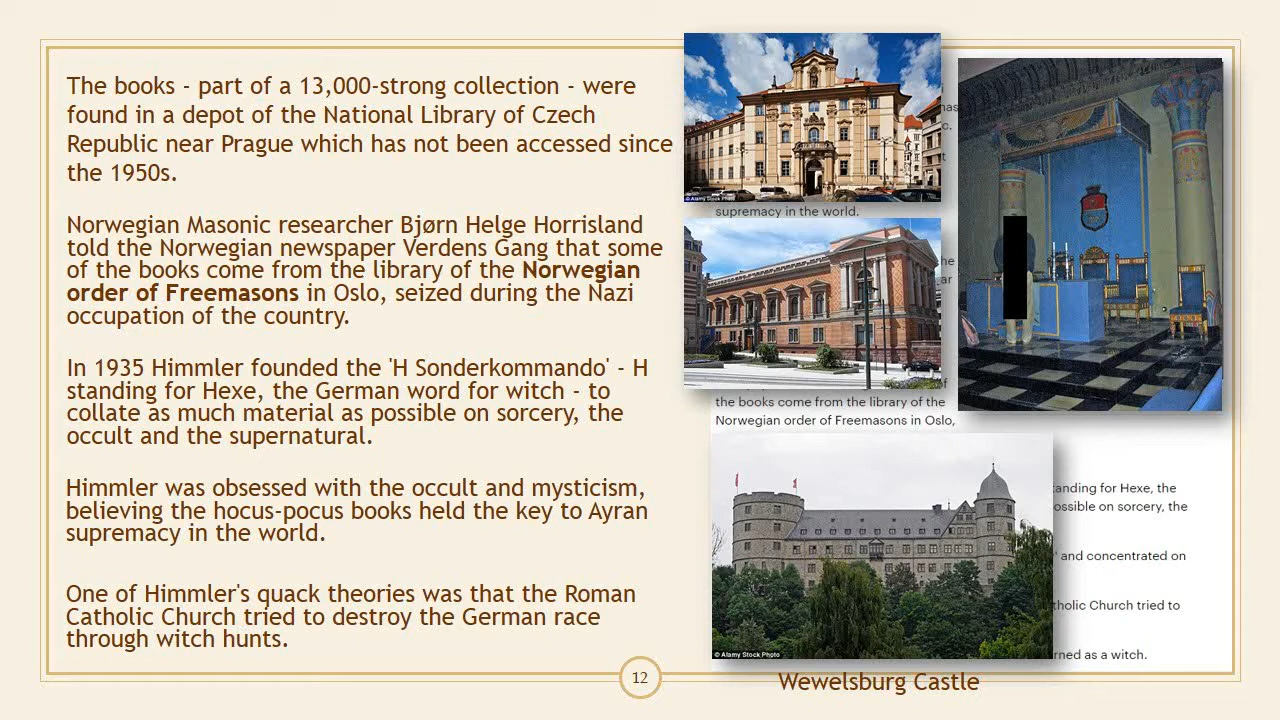 The books - part of a 13,000-strong collection - were
found in a depot of the National Library of Czech
Republic near Prague which has not been accessed since
the 1950s.
Norwegian Masonic researcher Bjørn Helge Horrisland
told the Norwegian newspaper Verdens Gang that some
of the books come from the library of the Norwegian
order of Freemasons in Oslo, seized during the Nazi
occupation of the country.
In 1935 Himmler founded the 'H Sonderkommando' - H
standing for Hexe, the German word for witch - to
collate as much material as possible on sorcery, the
occult and the supernatural.
Himmler was obsessed with the occult and mysticism,
believing the hocus-pocus books held the key to Ayran
supremacy in the world.
One of Himmler's quack theories was that the Roman
Catholic Church tried to destroy the German race
through witch hunts.
12
© Alamy Stock Photo
supremacy in the world.
the books come from the library of the
Norwegian order of Freemasons in Oslo,
tanding for Hexe, the
ossible on sorcery, the
and concentrated on
tholic Church tried to
rned as a witch.
© Alamy Stock Photo
Wewelsburg Castle